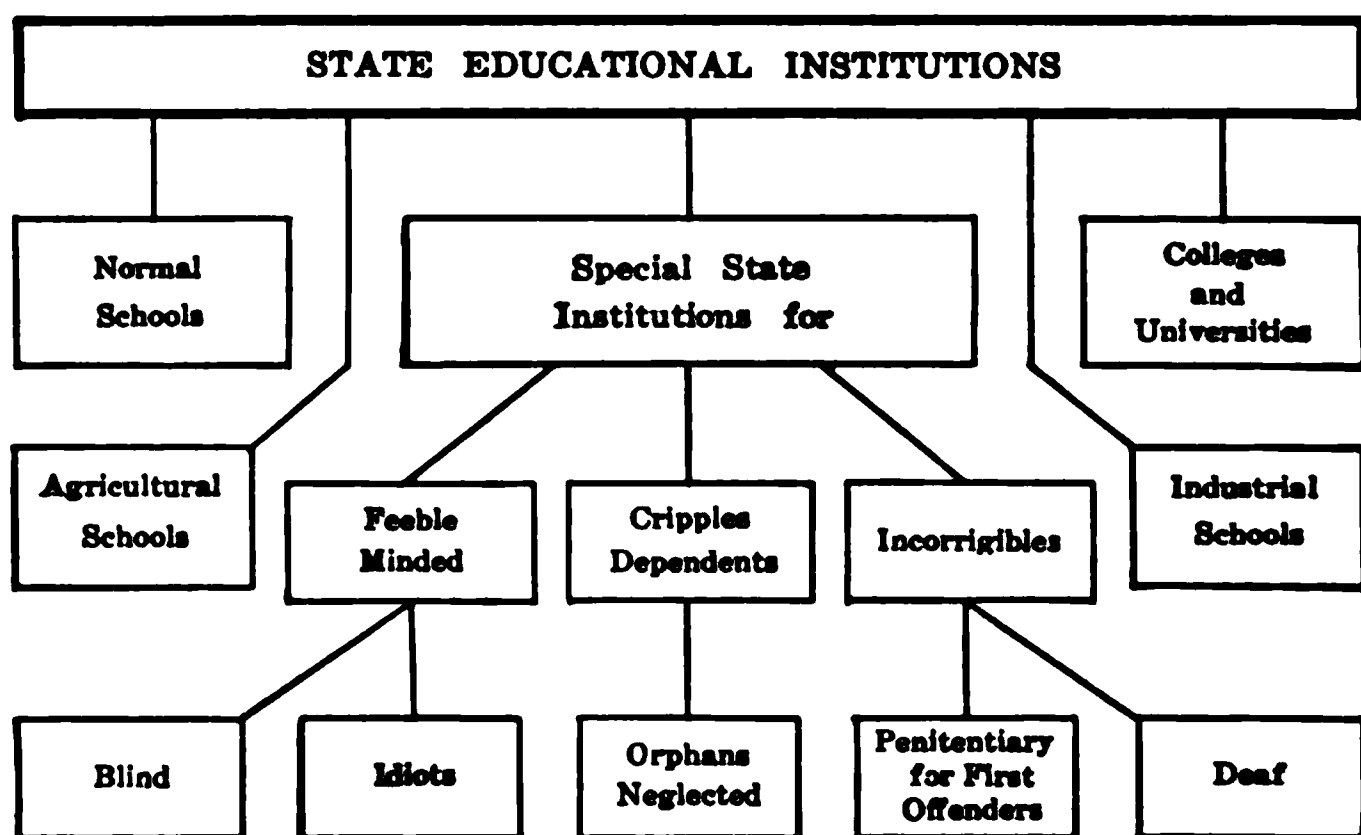 STATE EDUCATIONAL INSTITUTIONS
Normal
Schools
Special State
Institutions for
Colleges
and
Universities
Agricultural
Schools
Feeble
Minded
Cripples
Dependents
Incorrigibles
Industrial
Schools
Blind
Idiots
Orphans
Neglected
Penitentiary
for First
Offenders
Deaf